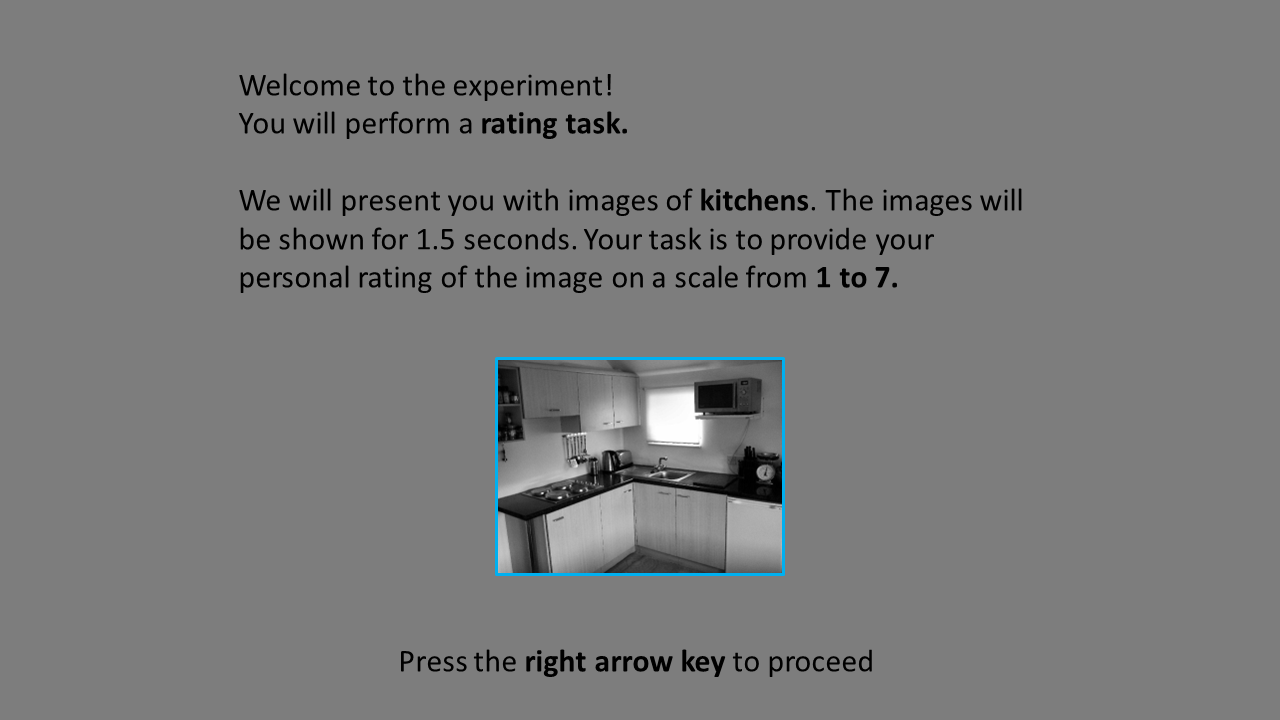 Welcome to the experiment!
You will perform a rating task.
We will present you with images of kitchens. The images will
be shown for 1.5 seconds. Your task is to provide your
personal rating of the image on a scale from 1 to 7.
Press the right arrow key to proceed